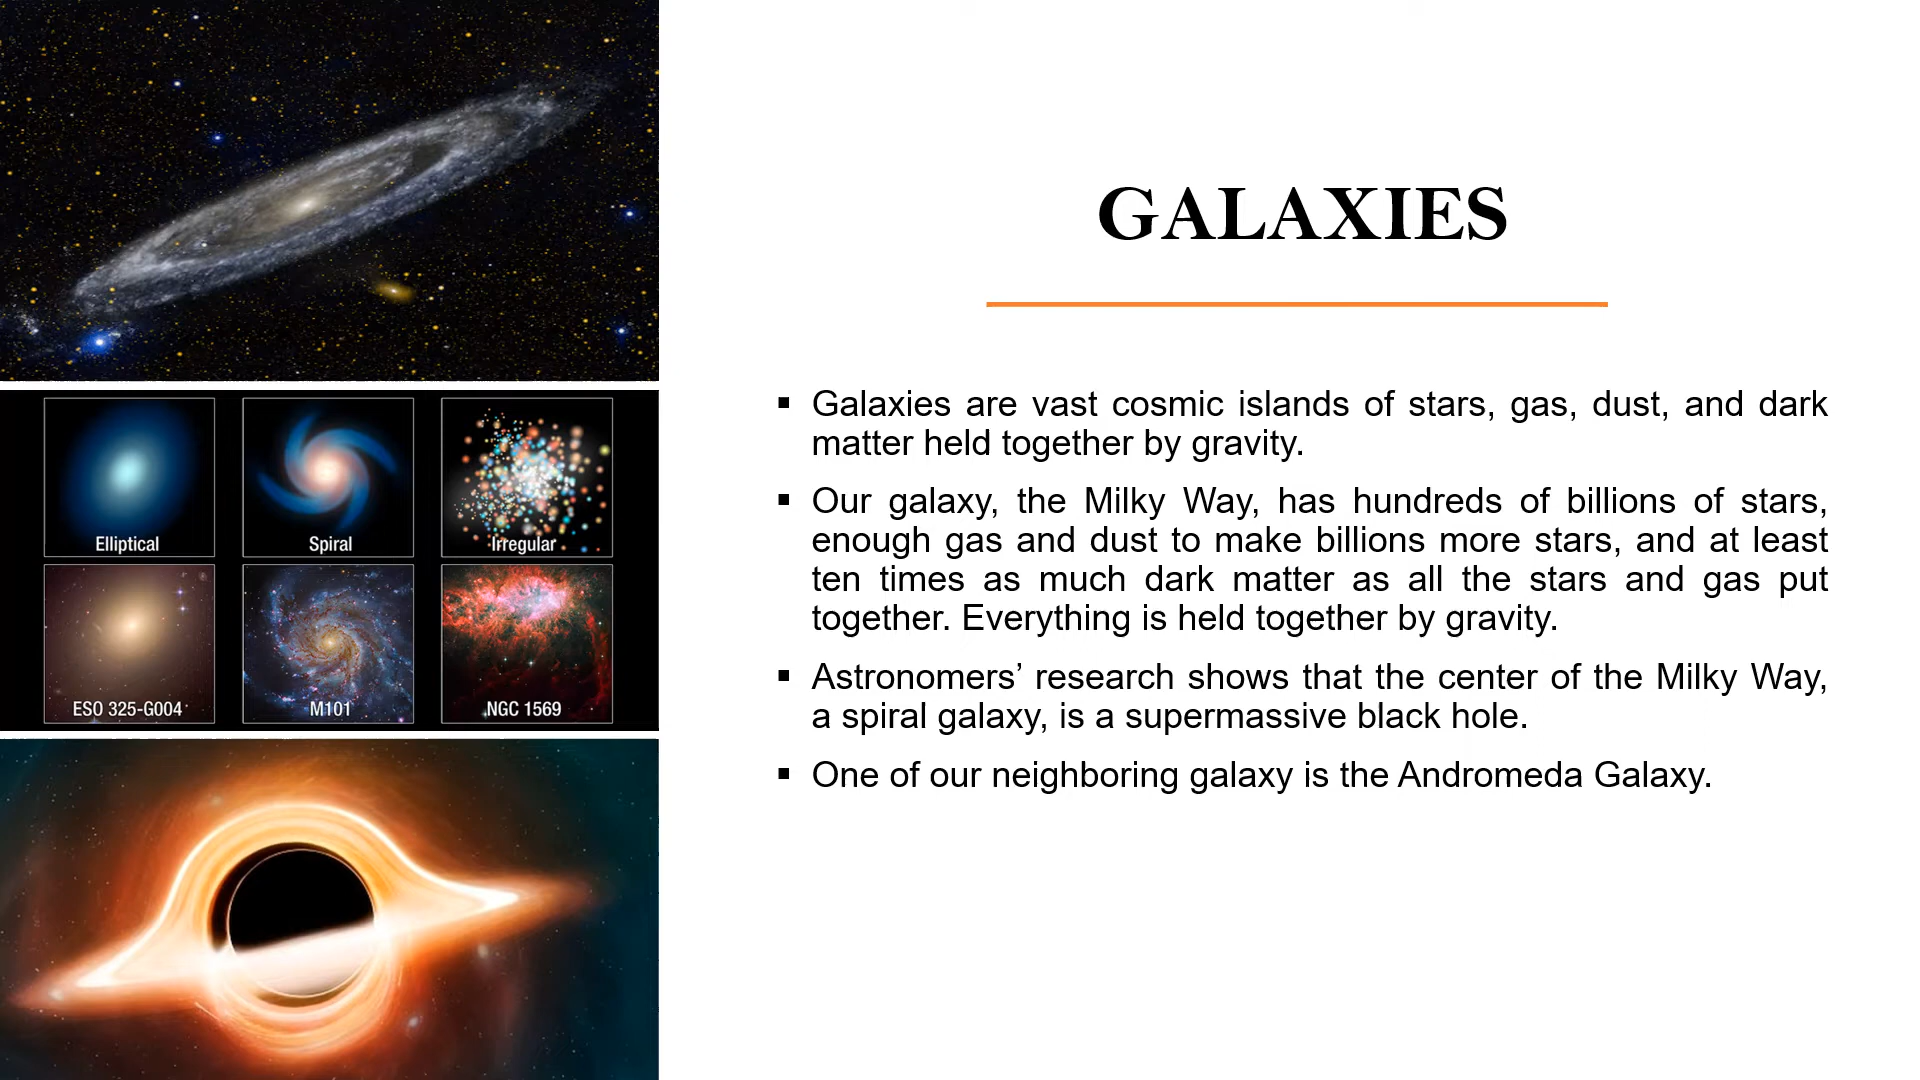 GALAXIES
▪ Galaxies are vast cosmic islands of stars, gas, dust, and dark
matter held together by gravity.
▪ Our galaxy, the Milky Way, has hundreds of billions of stars,
enough gas and dust to make billions more stars, and at least
ten times as much dark matter as all the stars and gas put
together. Everything is held together by gravity.
▪ Astronomers’ research shows that the center of the Milky Way,
a spiral galaxy, is a supermassive black hole.
▪ One of our neighboring galaxy is the Andromeda Galaxy.
Elliptical
Spiral
Irregular
ESO 325-G004
M101
NGC 1569